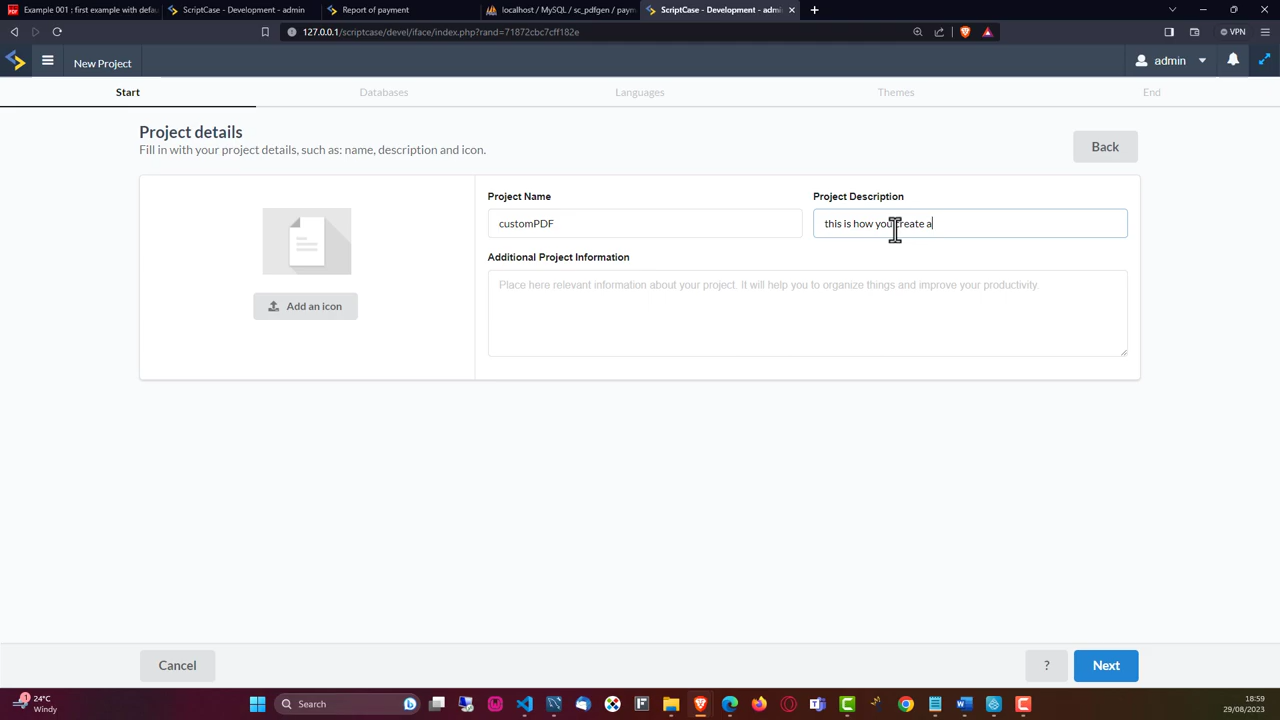 Example 001 : first example with defau
ScriptCase - Development - admin
Report of payment
localhost / MySQL / sc_pdfgen / paym
ScriptCase - Development - admi
127.0.0.1/scriptcase/devel/iface/index.php?rand=71872cbc7cff182e
VPN
New Project
admin
Start
Databases
Languages
Themes
End
Project details
Fill in with your project details, such as: name, description and icon.
Back
Project Name
Project Description
customPDF
this is how you create a
Additional Project Information
Place here relevant information about your project. It will help you to organize things and improve your productivity.
Add an icon
Cancel
?
Next
24°C
Windy
Search
18:59
29/08/2023